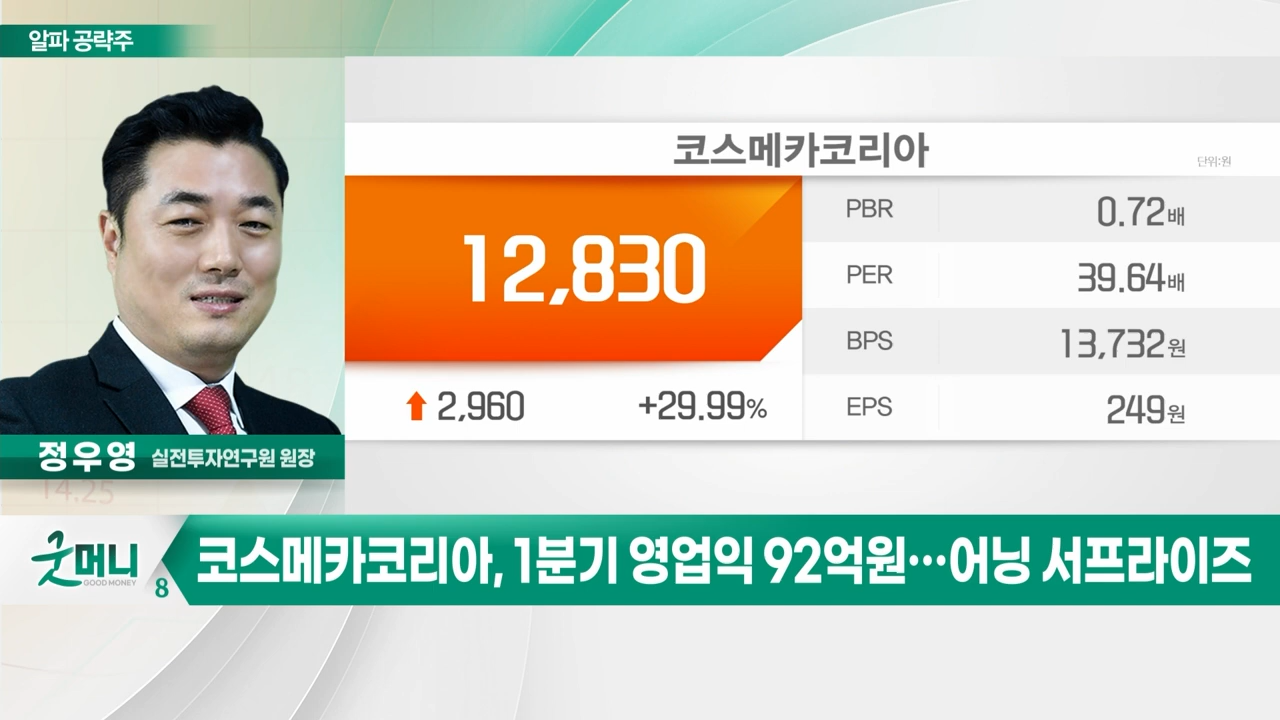 알파 공략주
코스메카코리아
단위:원
12,830
2,960 +29.99%
PBR 0.72배
PER 39.64배
BPS 13,732원
EPS 249원
정우영 실전투자연구원 원장
14.25
굿머니
GOOD MONEY
8
코스메카코리아, 1분기 영업익 92억원…어닝 서프라이즈